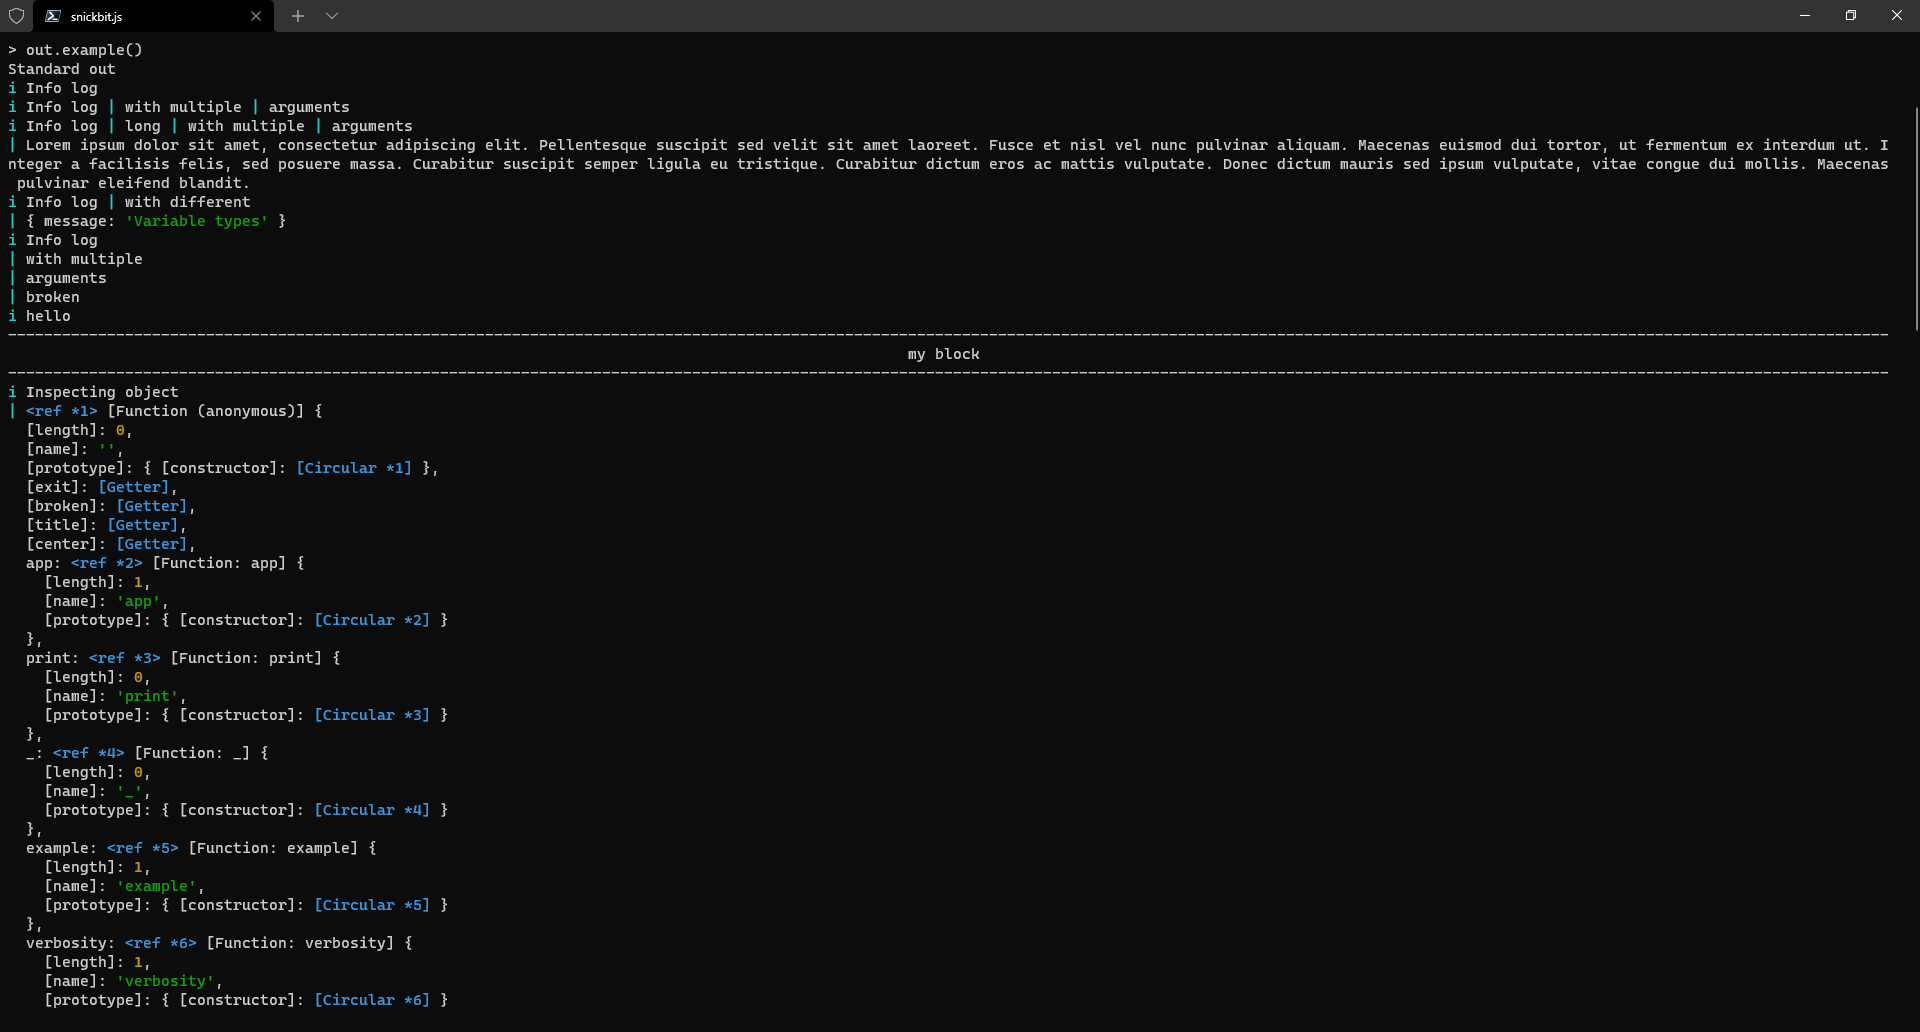 snickbit.js
> out.example()
Standard out
i Info log
i Info log | with multiple | arguments
i Info log | long | with multiple | arguments
| Lorem ipsum dolor sit amet, consectetur adipiscing elit. Pellentesque suscipit sed velit sit amet laoreet. Fusce et nisl vel nunc pulvinar aliquam. Maecenas euismod dui tortor, ut fermentum ex interdum ut. I
nteger a facilisis felis, sed posuere massa. Curabitur suscipit semper ligula eu tristique. Curabitur dictum eros ac mattis vulputate. Donec dictum mauris sed ipsum vulputate, vitae congue dui mollis. Maecenas
 pulvinar eleifend blandit.
i Info log | with different
| { message: 'Variable types' }
i Info log
| with multiple
| arguments
| broken
i hello
my block
i Inspecting object
| <ref *1> [Function (anonymous)] {
  [length]: 0,
  [name]: '',
  [prototype]: { [constructor]: [Circular *1] },
  [exit]: [Getter],
  [broken]: [Getter],
  [title]: [Getter],
  [center]: [Getter],
  app: <ref *2> [Function: app] {
    [length]: 1,
    [name]: 'app',
    [prototype]: { [constructor]: [Circular *2] }
  },
  print: <ref *3> [Function: print] {
    [length]: 0,
    [name]: 'print',
    [prototype]: { [constructor]: [Circular *3] }
  },
  _: <ref *4> [Function: _] {
    [length]: 0,
    [name]: '_',
    [prototype]: { [constructor]: [Circular *4] }
  },
  example: <ref *5> [Function: example] {
    [length]: 1,
    [name]: 'example',
    [prototype]: { [constructor]: [Circular *5] }
  },
  verbosity: <ref *6> [Function: verbosity] {
    [length]: 1,
    [name]: 'verbosity',
    [prototype]: { [constructor]: [Circular *6] }